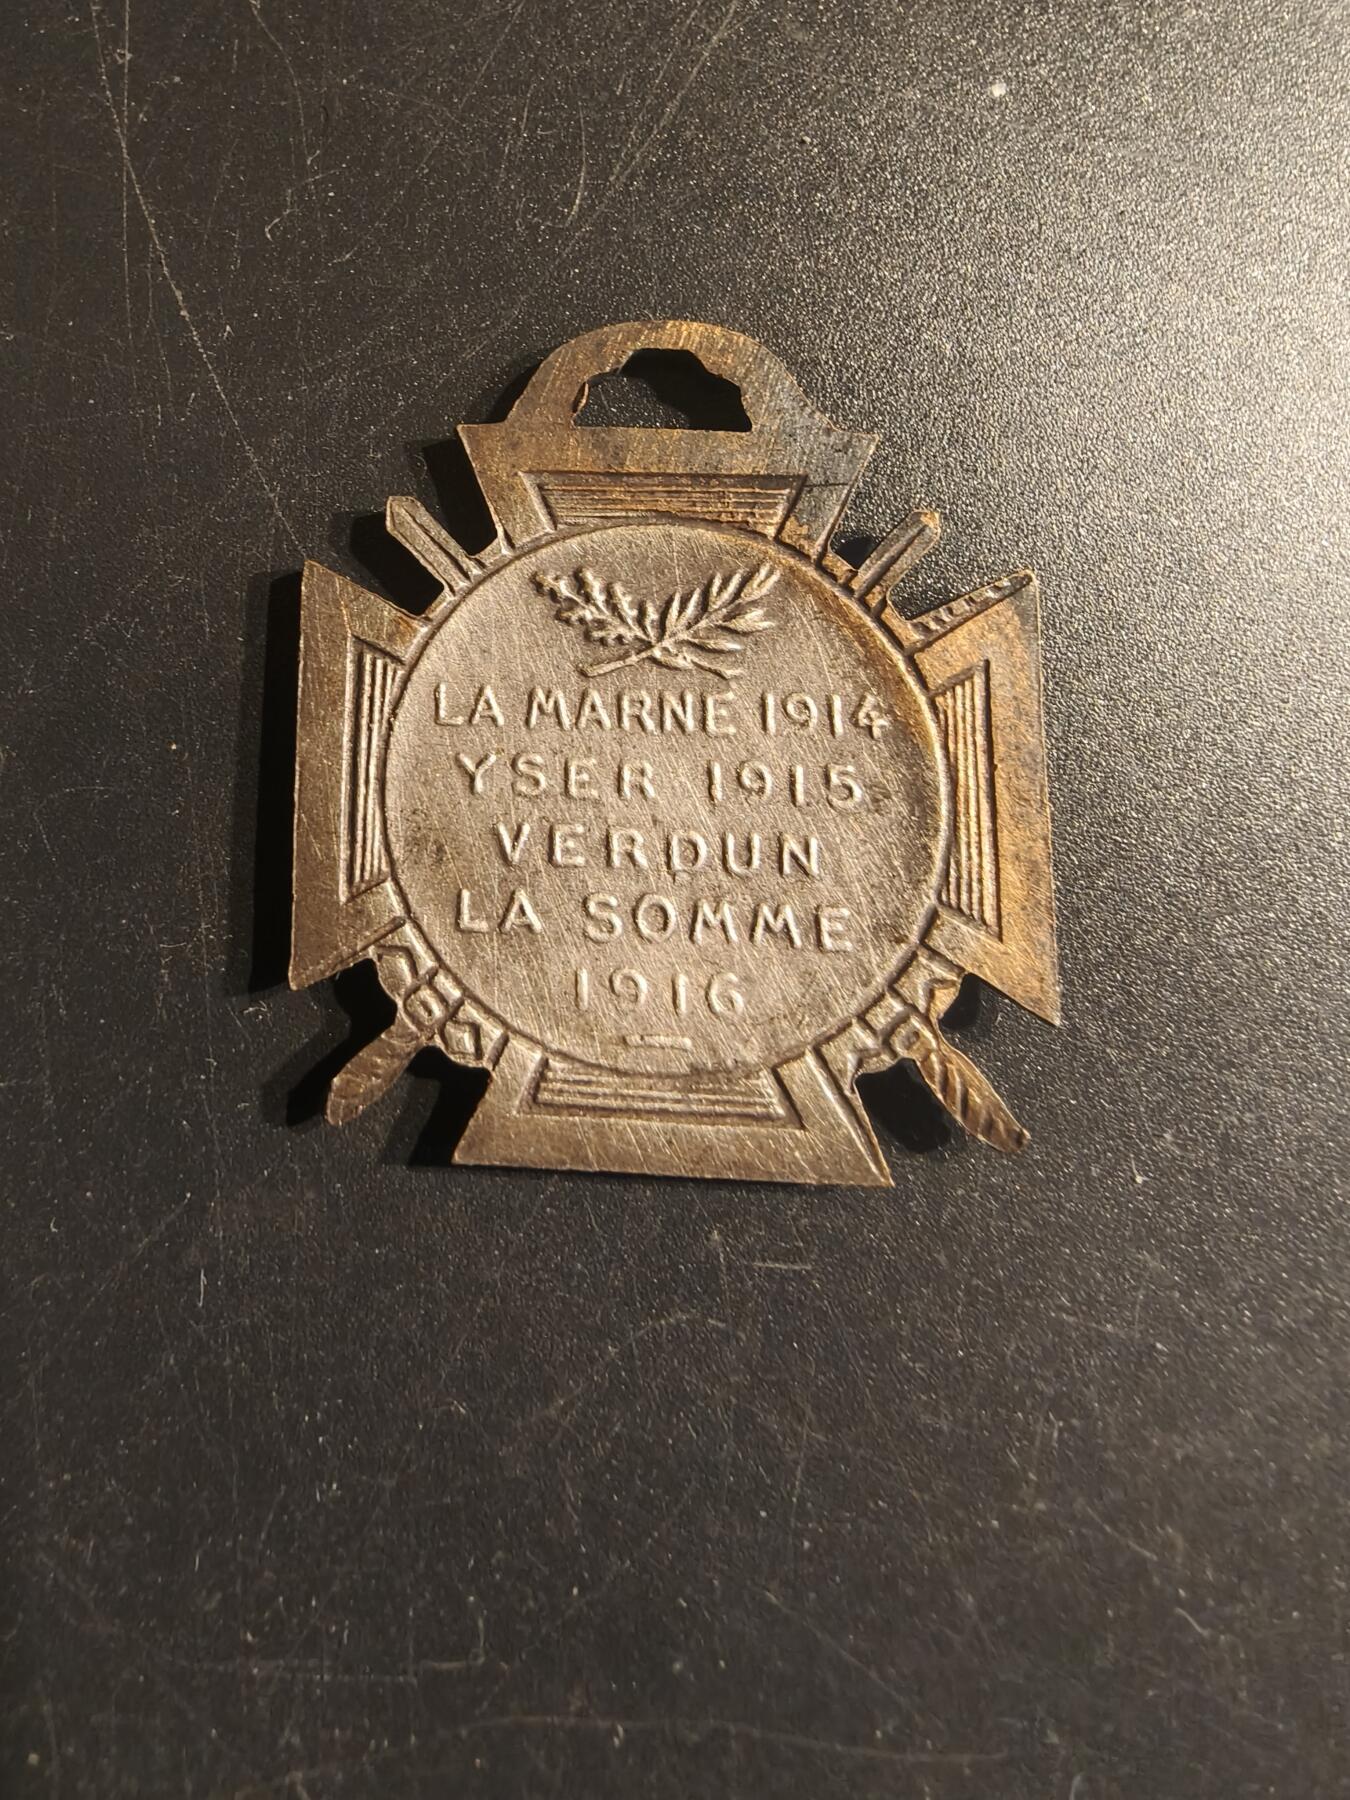 LA MARNE 1914
YSER 1915
VERDUN
LA SOMME
1916